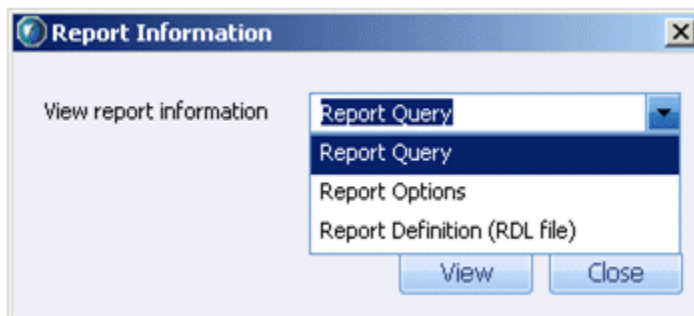 Report Information
View report information
Report Query
Report Query
Report Options
Report Definition (RDL file)
View
Close